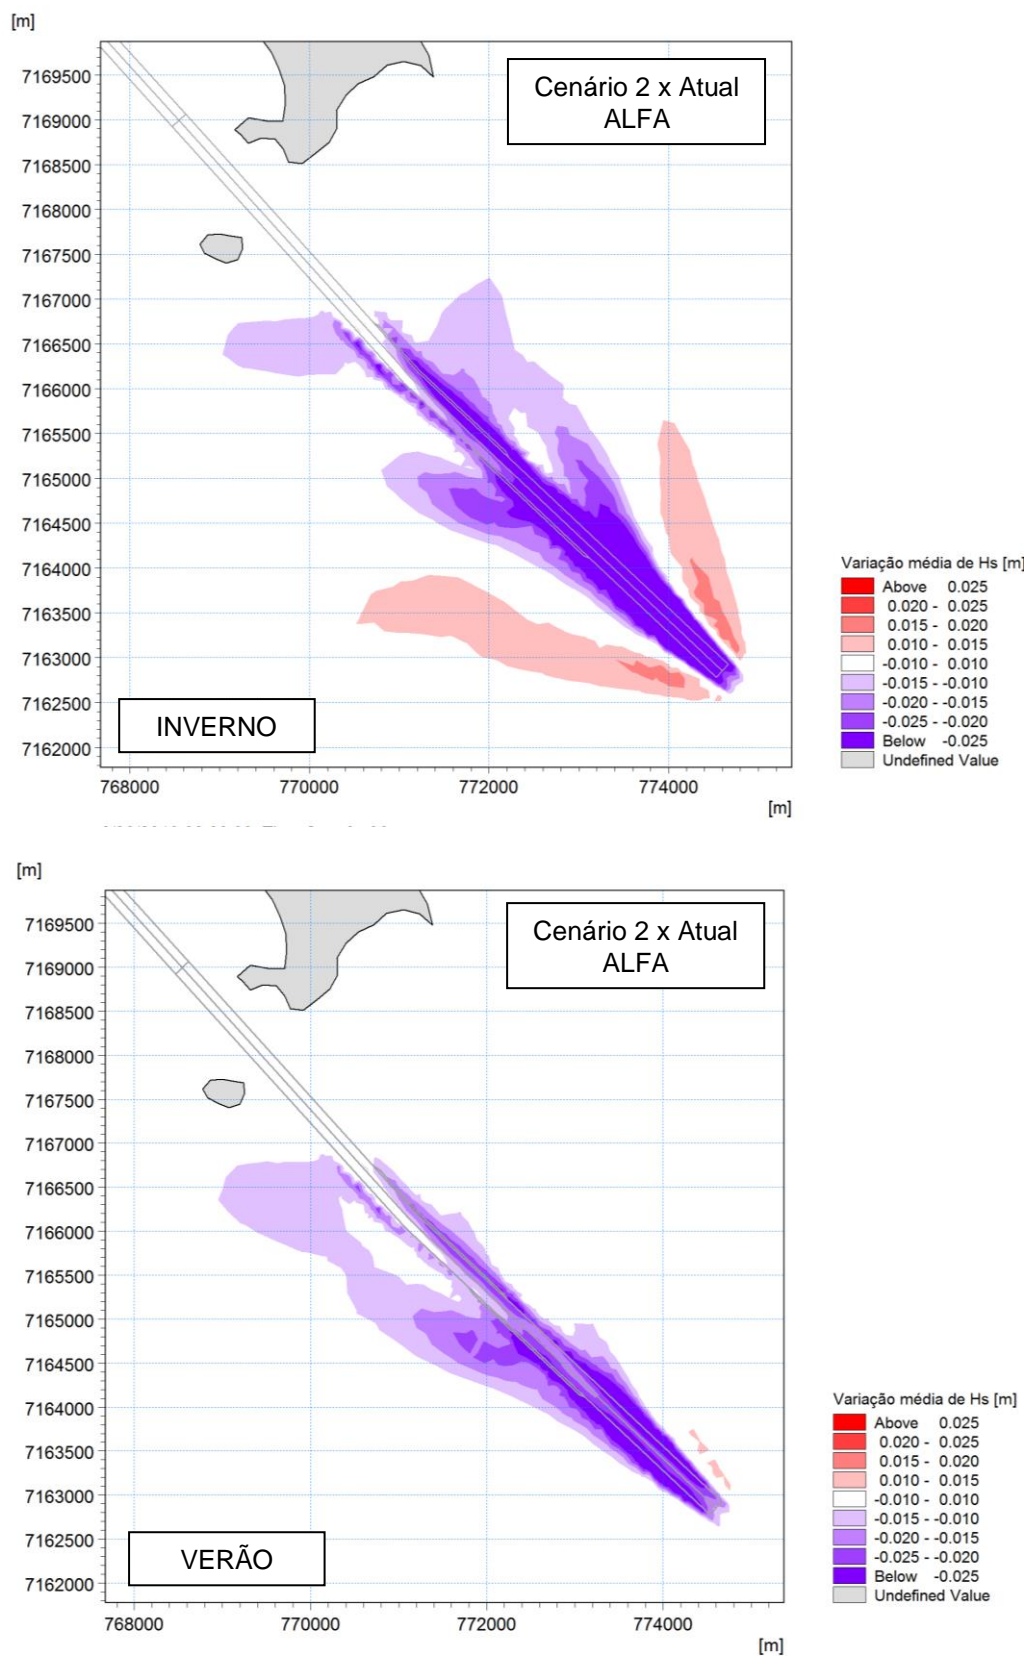 [m]
Cenário 2 x Atual
ALFA
7169500
7169000
7168500
7168000
7167500
7167000
7166500
7166000
7165500
7165000
7164500
7164000
7163500
7163000
7162500
7162000
INVERNO
768000 770000 772000 774000
[m]
Variação média de Hs [m]
Above 0.025
0.020 - 0.025
0.015 - 0.020
0.010 - 0.015
-0.010 - 0.010
-0.015 - -0.010
-0.020 - -0.015
-0.025 - -0.020
Below -0.025
Undefined Value
[m]
Cenário 2 x Atual
ALFA
7169500
7169000
7168500
7168000
7167500
7167000
7166500
7166000
7165500
7165000
7164500
7164000
7163500
7163000
7162500
7162000
VERÃO
768000 770000 772000 774000
[m]
Variação média de Hs [m]
Above 0.025
0.020 - 0.025
0.015 - 0.020
0.010 - 0.015
-0.010 - 0.010
-0.015 - -0.010
-0.020 - -0.015
-0.025 - -0.020
Below -0.025
Undefined Value